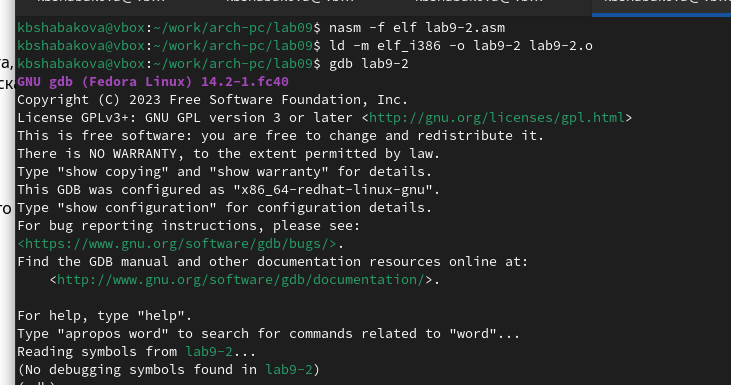 kbshabakova@vbox:~/work/arch-pc/lab09$ nasm -f elf lab9-2.asm
kbshabakova@vbox:~/work/arch-pc/lab09$ ld -m elf_i386 -o lab9-2 lab9-2.o
kbshabakova@vbox:~/work/arch-pc/lab09$ gdb lab9-2
GNU gdb (Fedora Linux) 14.2-1.fc40
Copyright (C) 2023 Free Software Foundation, Inc.
License GPLv3+: GNU GPL version 3 or later <http://gnu.org/licenses/gpl.html>
This is free software: you are free to change and redistribute it.
There is NO WARRANTY, to the extent permitted by law.
Type "show copying" and "show warranty" for details.
This GDB was configured as "x86_64-redhat-linux-gnu".
Type "show configuration" for configuration details.
For bug reporting instructions, please see:
<https://www.gnu.org/software/gdb/bugs/>.
Find the GDB manual and other documentation resources online at:
<http://www.gnu.org/software/gdb/documentation/>.
For help, type "help".
Type "apropos word" to search for commands related to "word"...
Reading symbols from lab9-2...
(No debugging symbols found in lab9-2)